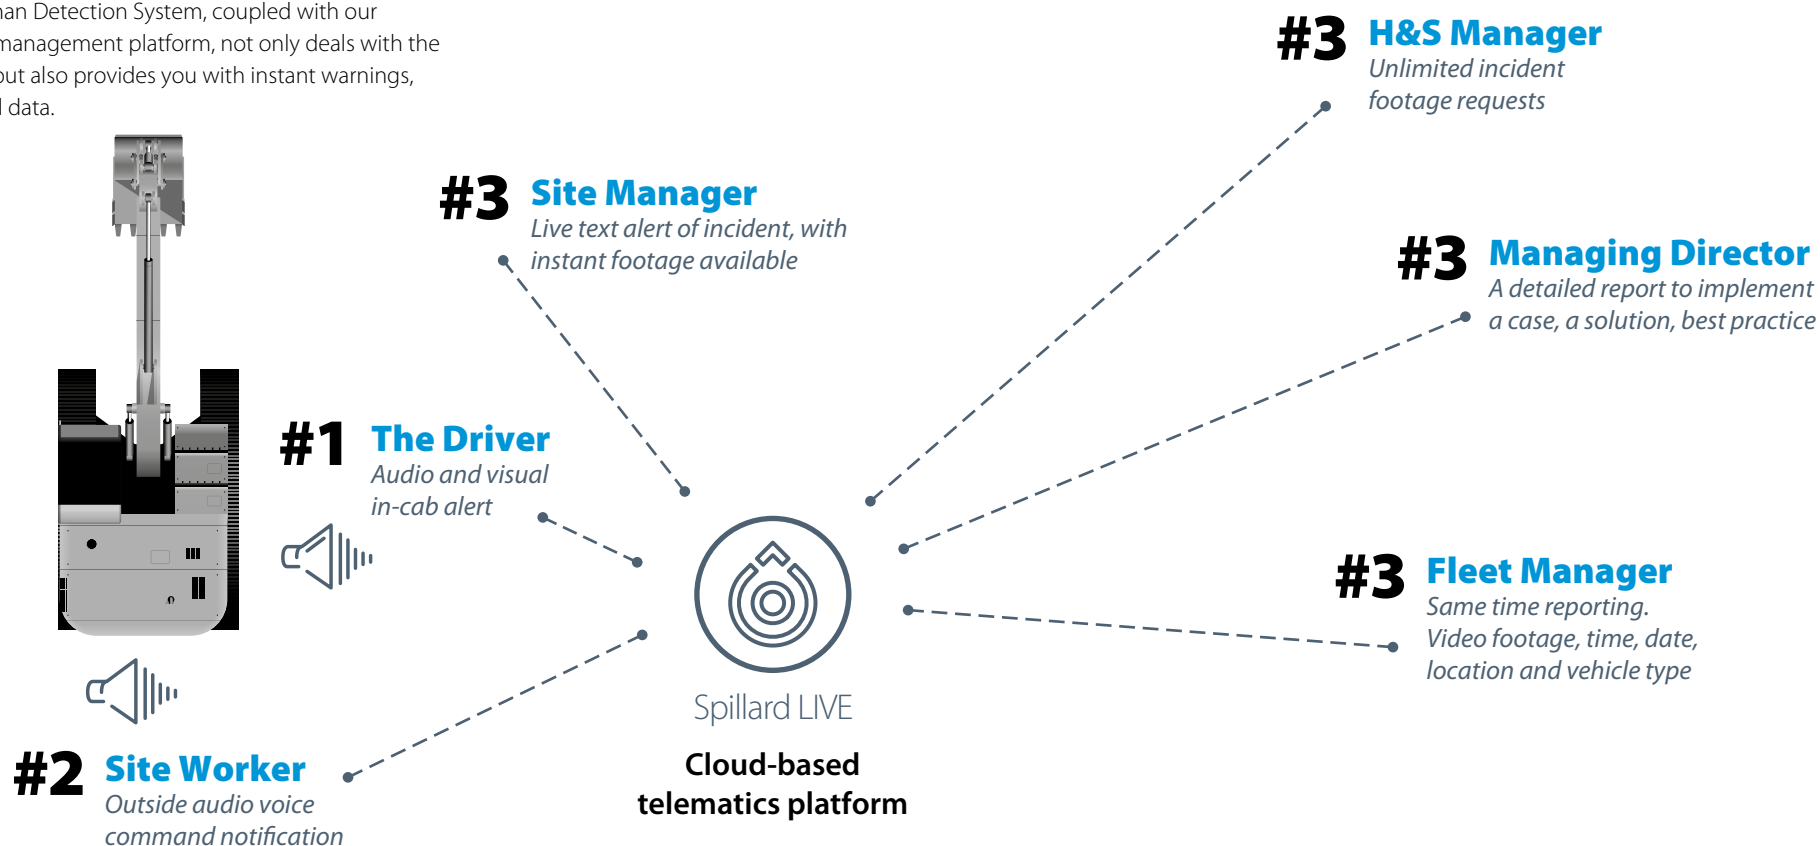 Detection System, coupled with our
management platform, not only deals with the
but also provides you with instant warnings,
data.
#3 H&S Manager
Unlimited incident
footage requests
#3 Site Manager
Live text alert of incident, with
instant footage available
#3 Managing Director
A detailed report to implement
a case, a solution, best practice
#1 The Driver
Audio and visual
in-cab alert
#3 Fleet Manager
Same time reporting.
Video footage, time, date,
location and vehicle type
Spillard LIVE
Cloud-based
telematics platform
#2 Site Worker
Outside audio voice
command notification